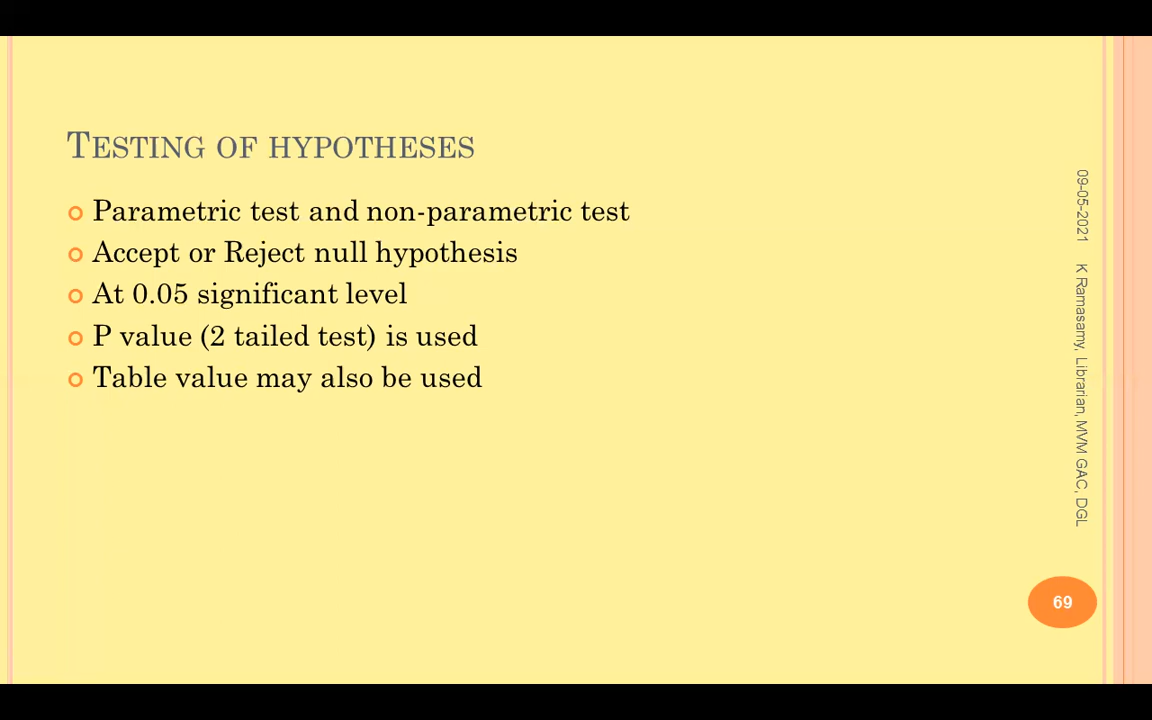 TESTING OF HYPOTHESES
Parametric test and non-parametric test
Accept or Reject null hypothesis
At 0.05 significant level
P value (2 tailed test) is used
Table value may also be used
09-05-2021 K Ramasamy, Librarian, MVM GAC, DGL
69